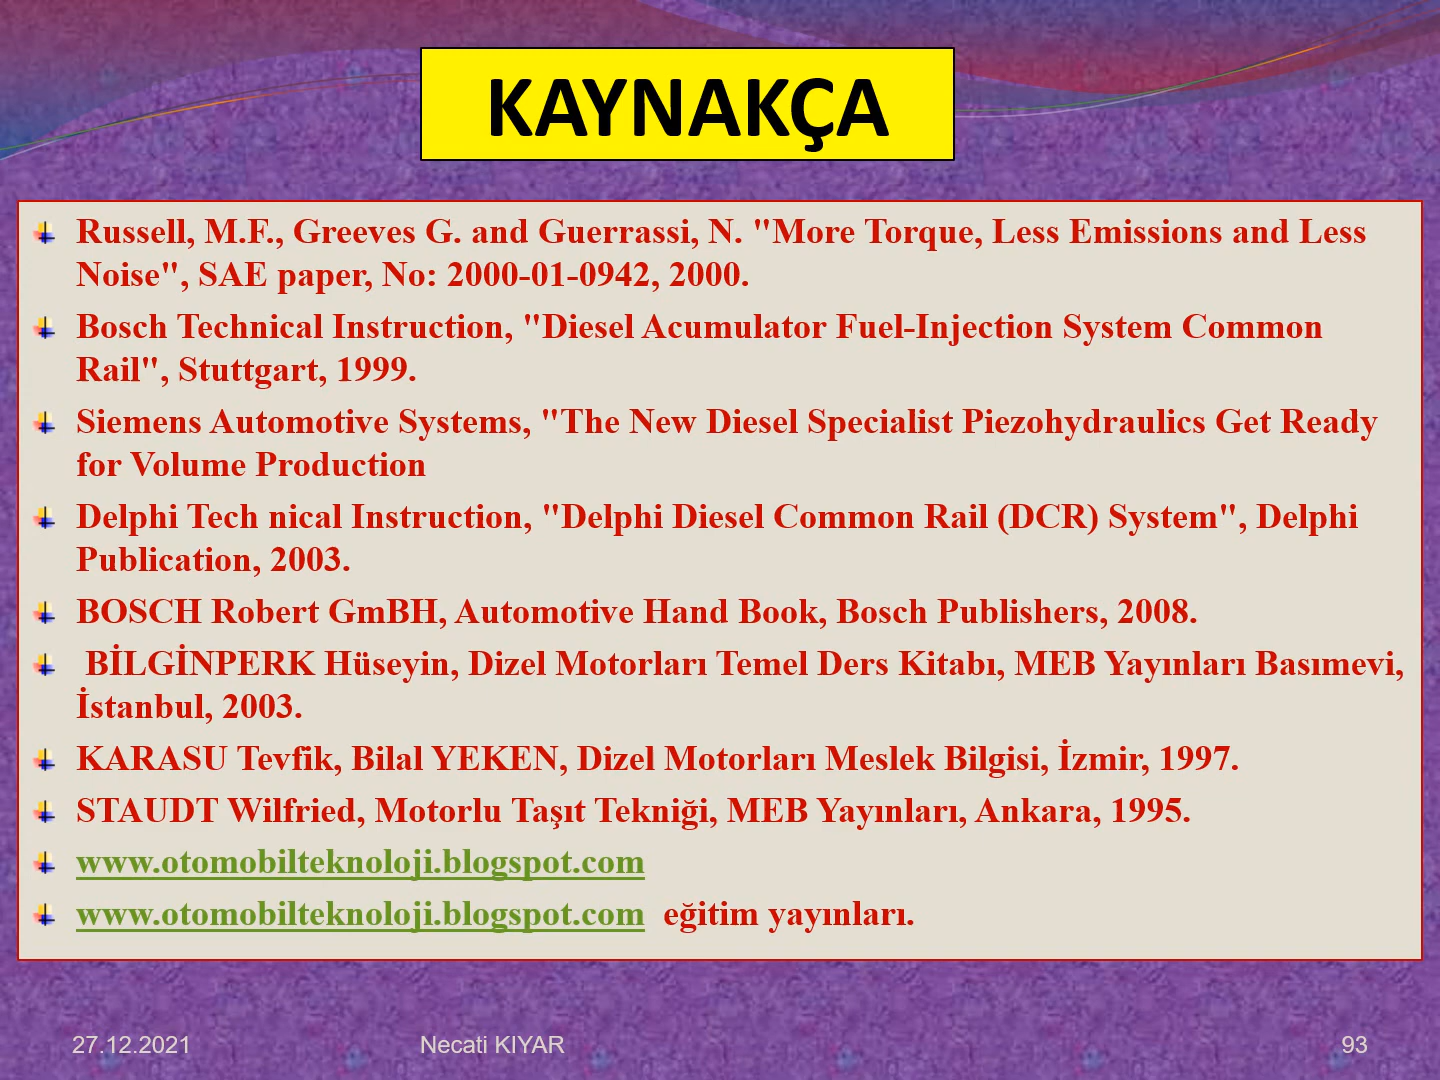 KAYNAKÇA
Russell, M.F., Greeves G. and Guerrassi, N. "More Torque, Less Emissions and Less
Noise", SAE paper, No: 2000-01-0942, 2000.
Bosch Technical Instruction, "Diesel Acumulator Fuel-Injection System Common
Rail", Stuttgart, 1999.
Siemens Automotive Systems, "The New Diesel Specialist Piezohydraulics Get Ready
for Volume Production
Delphi Tech nical Instruction, "Delphi Diesel Common Rail (DCR) System", Delphi
Publication, 2003.
BOSCH Robert GmBH, Automotive Hand Book, Bosch Publishers, 2008.
BİLGİNPERK Hüseyin, Dizel Motorları Temel Ders Kitabı, MEB Yayınları Basımevi,
İstanbul, 2003.
KARASU Tevfik, Bilal YEKEN, Dizel Motorları Meslek Bilgisi, İzmir, 1997.
STAUDT Wilfried, Motorlu Taşıt Tekniği, MEB Yayınları, Ankara, 1995.
www.otomobilteknoloji.blogspot.com
www.otomobilteknoloji.blogspot.com eğitim yayınları.
27.12.2021 Necati KIYAR 93